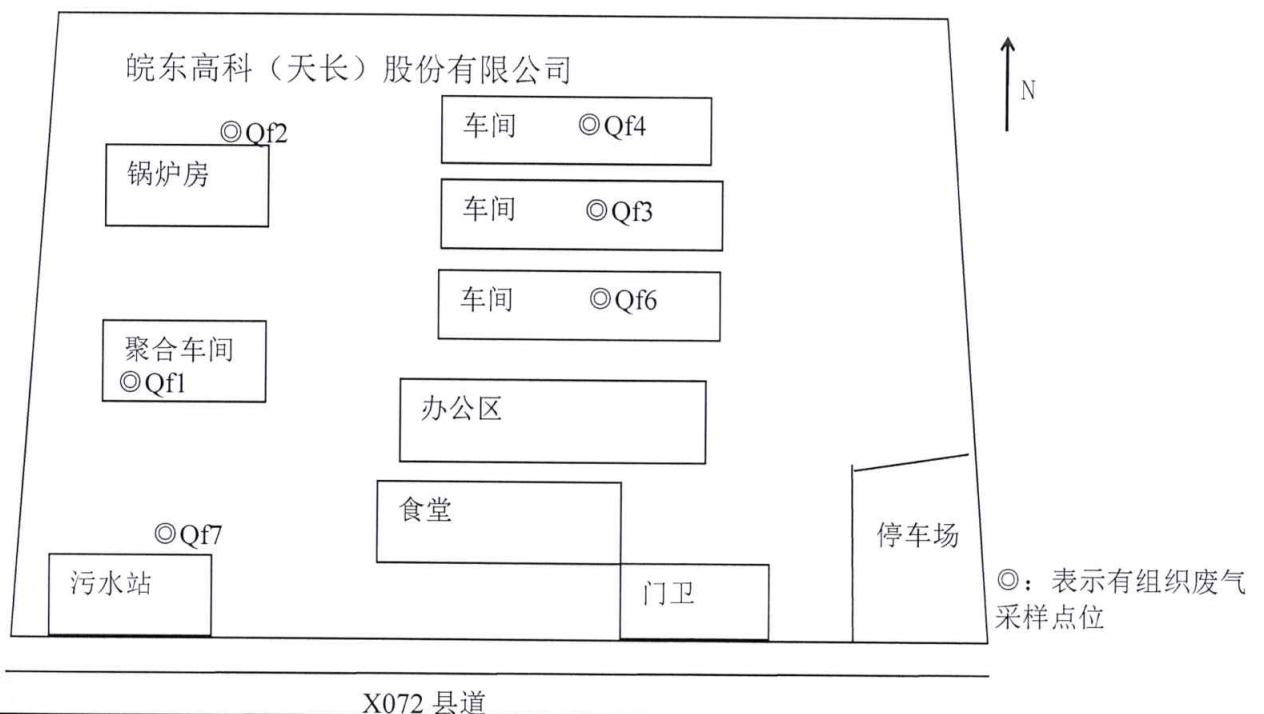 皖东高科（天长）股份有限公司
N
◎Qf2
锅炉房
车间 ◎Qf4
车间 ◎Qf3
车间 ◎Qf6
聚合车间
◎Qf1
办公区
食堂
◎Qf7
污水站
门卫
停车场
◎：表示有组织废气
采样点位
X072 县道